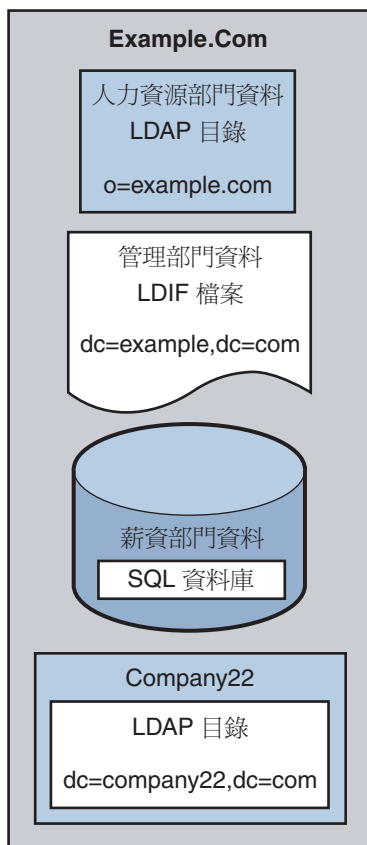 Example.Com
人力資源部門資料
LDAP 目錄
o=example.com
管理部門資料
LDIF 檔案
dc=example,dc=com
薪資部門資料
SQL 資料庫
Company22
LDAP 目錄
dc=company22,dc=com